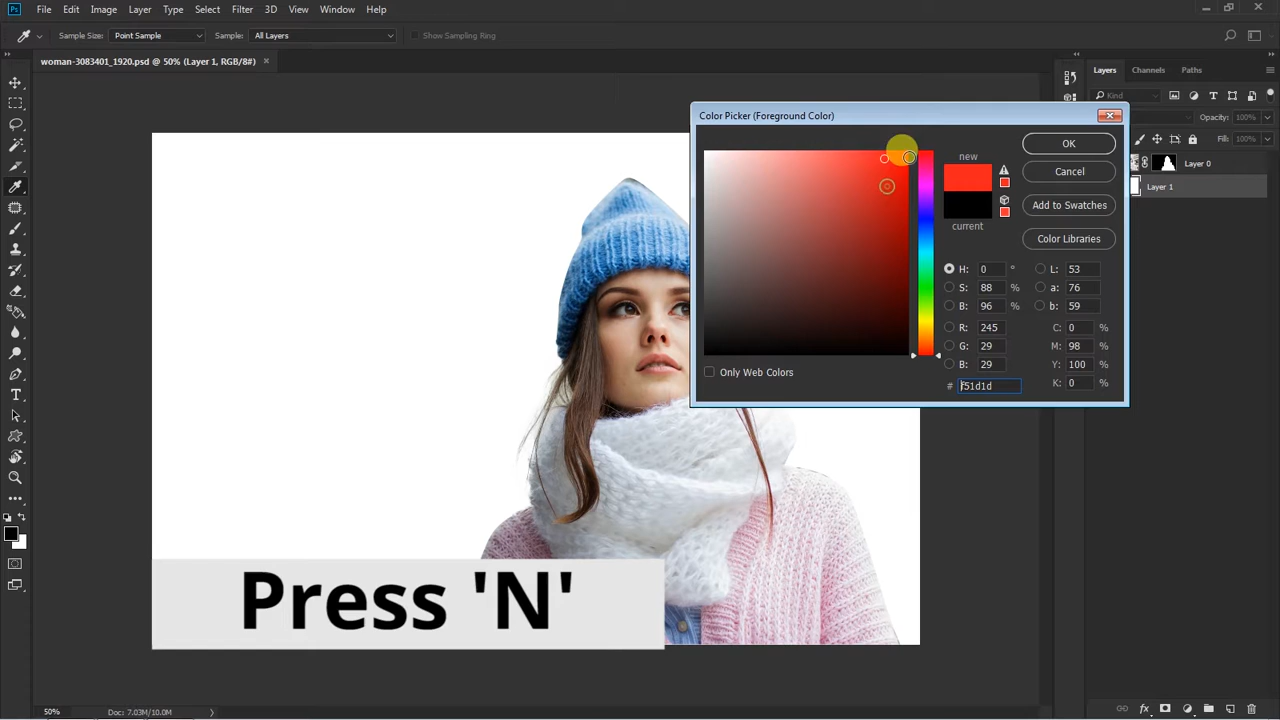 Ps File Edit Image Layer Type Select Filter 3D View Window Help
Sample Size: Point Sample Sample: All Layers Show Sampling Ring
woman-3083401_1920.psd @ 50% (Layer 1, RGB/8#) ×
Layers Channels Paths
Kind
Opacity: 100%
Fill: 100%
Layer 0
Layer 1
Color Picker (Foreground Color)
new
current
OK
Cancel
Add to Swatches
Color Libraries
H: 0 °
S: 88 %
B: 96 %
R: 245
G: 29
B: 29
# f51d1d
L: 53
a: 76
b: 59
C: 0 %
M: 98 %
Y: 100 %
K: 0 %
Only Web Colors
Press 'N'
50% Doc: 7.03M/10.0M